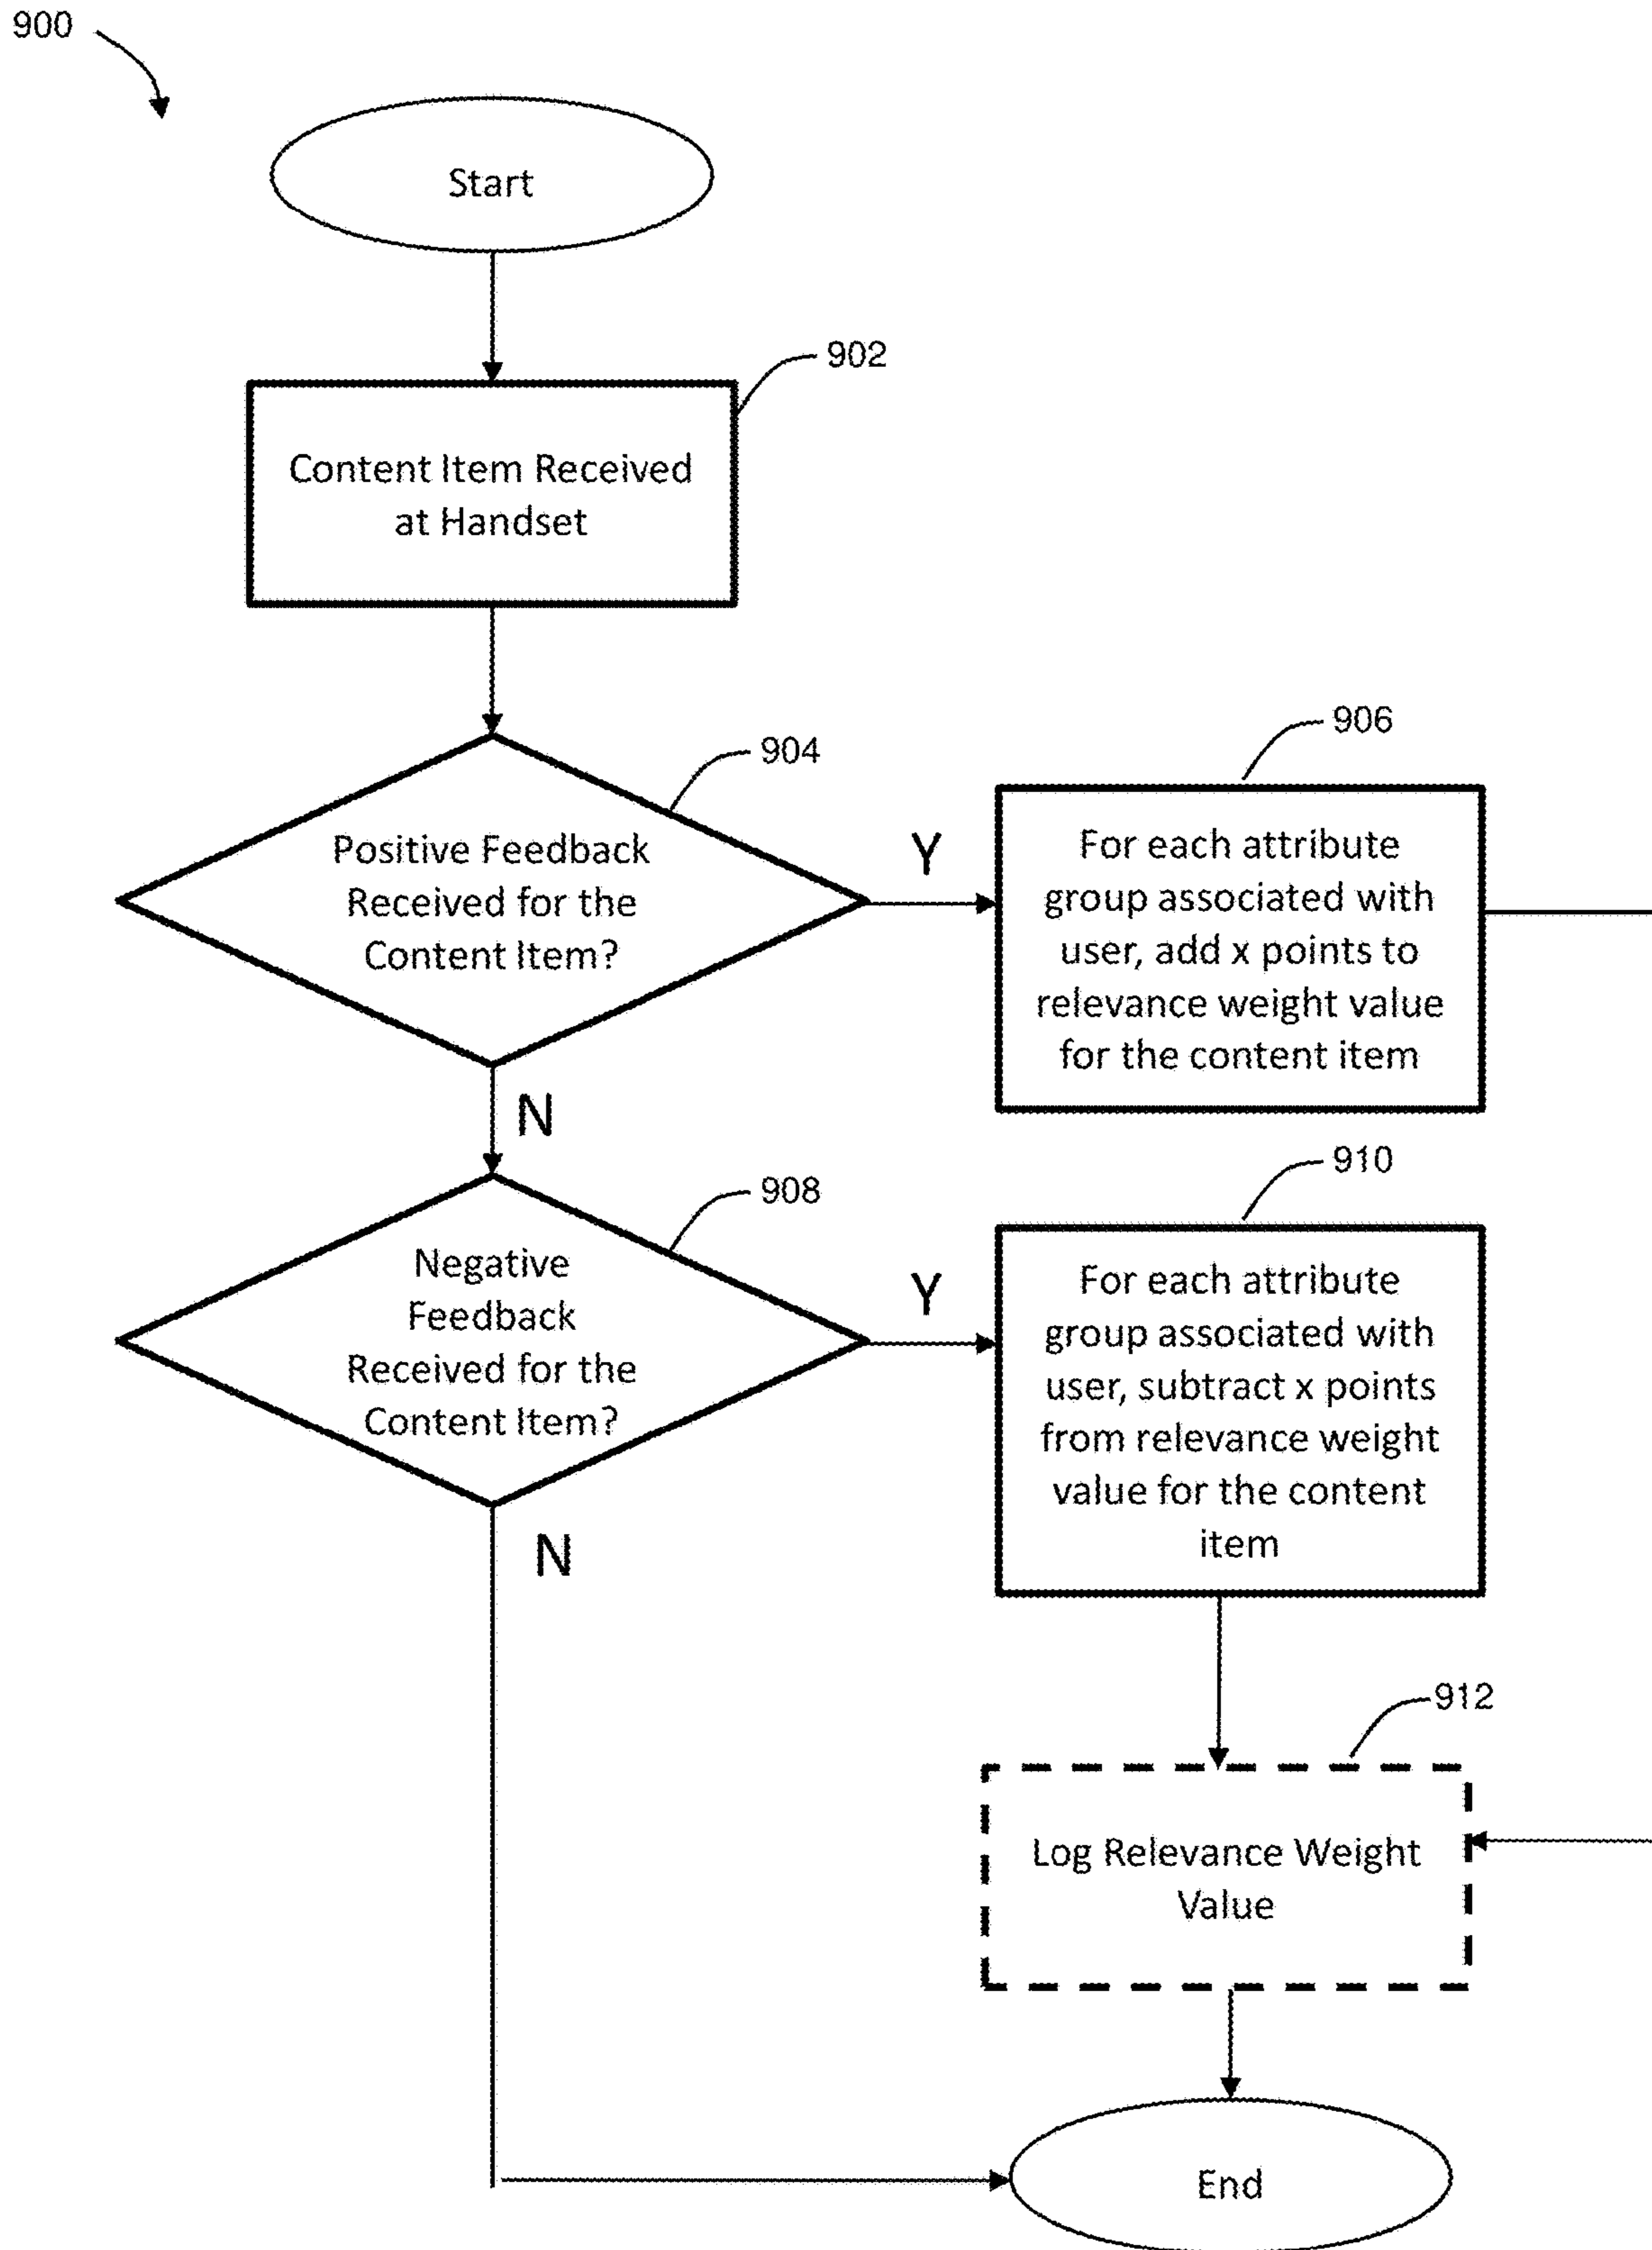 900
Start
902
Content Item Received
at Handset
904
Positive Feedback
Received for the
Content Item?
Y
906
For each attribute
group associated with
user, add x points to
relevance weight value
for the content item
N
908
Negative
Feedback
Received for the
Content Item?
Y
910
For each attribute
group associated with
user, subtract x points
from relevance weight
value for the content
item
N
912
Log Relevance Weight
Value
End